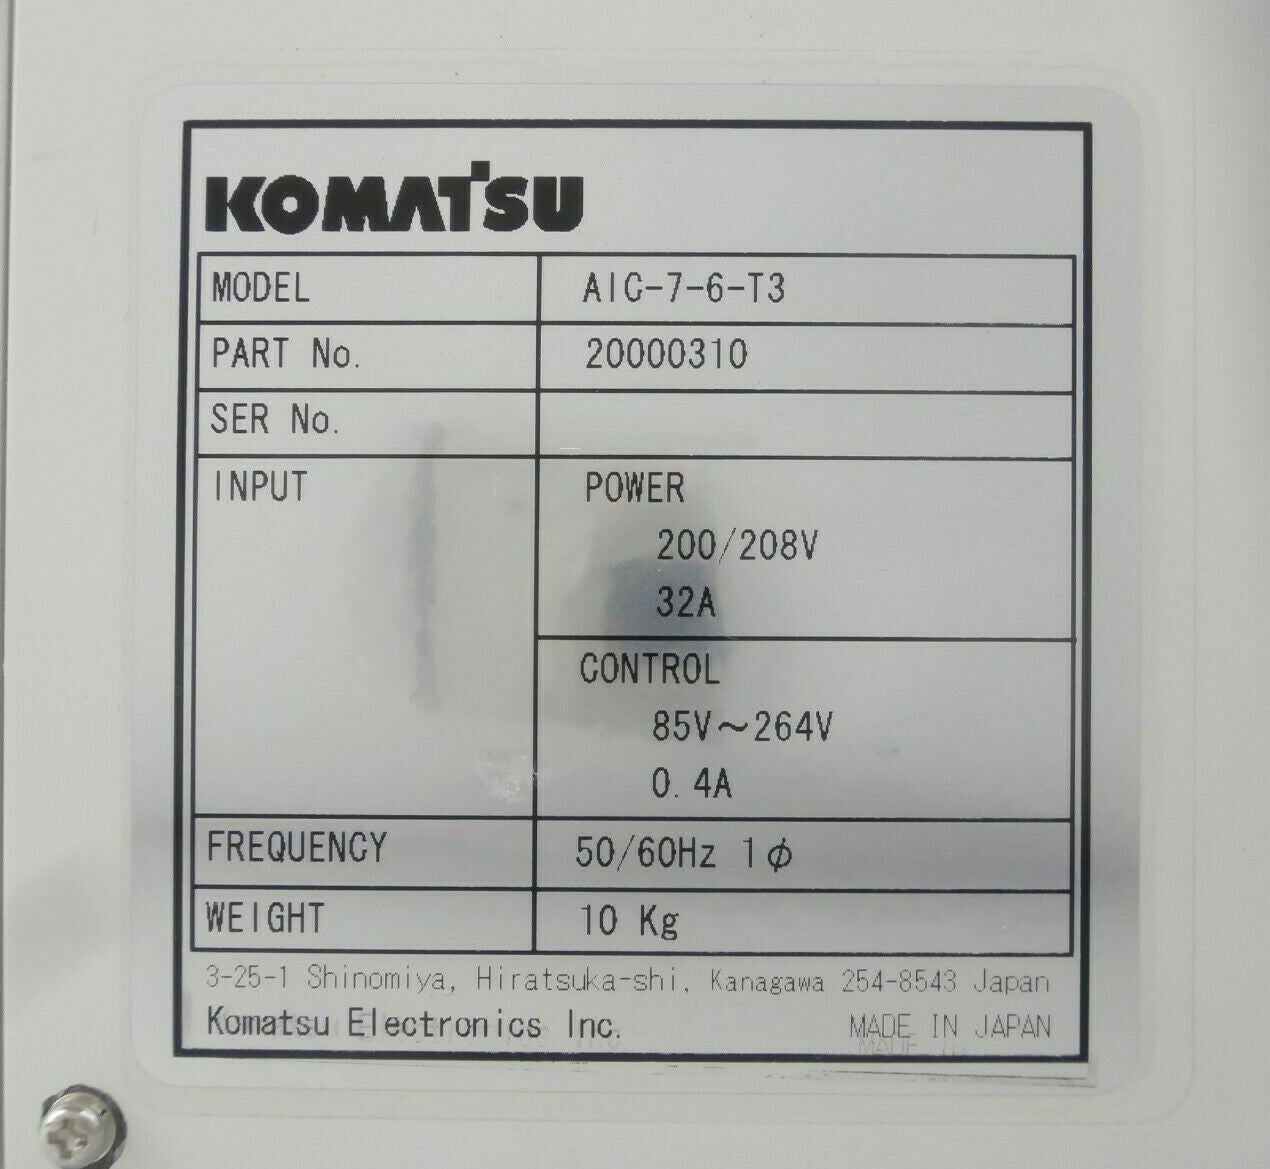 KOMATSU
MODEL AIC-7-6-T3
PART No. 20000310
SER No.
INPUT POWER
200/208V
32A
CONTROL
85V～264V
0.4A
FREQUENCY 50/60Hz 1φ
WEIGHT 10 Kg
3-25-1 Shinomiya, Hiratsuka-shi, Kanagawa 254-8543 Japan
Komatsu Electronics Inc. MADE IN JAPAN